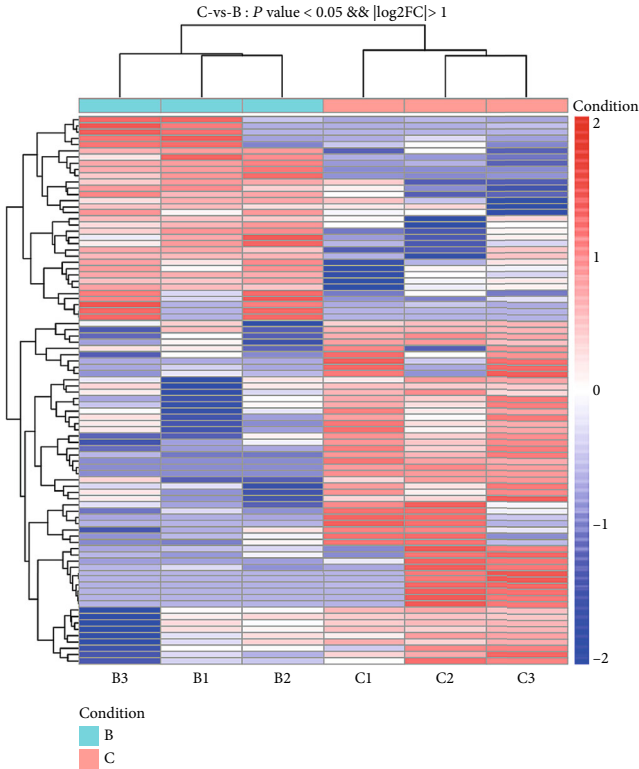 C-vs-B : P value < 0.05 && |log2FC|> 1
Condition
2
1
0
−1
−2
B3 B1 B2 C1 C2 C3
Condition
B
C